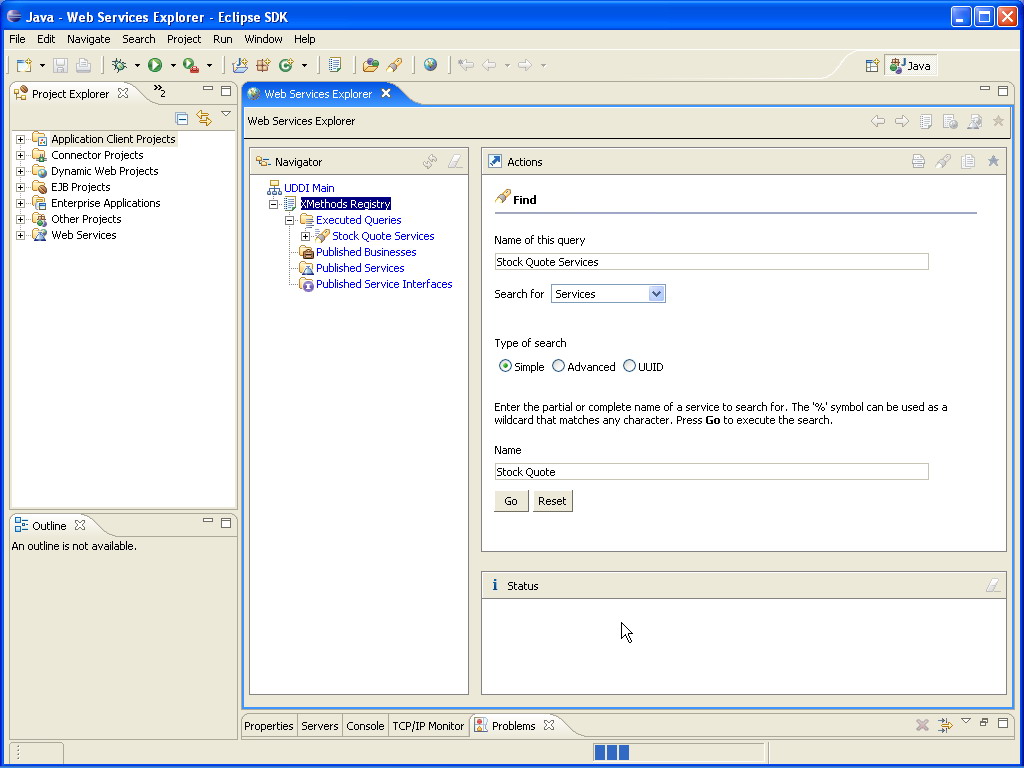 Java - Web Services Explorer - Eclipse SDK
File Edit Navigate Search Project Run Window Help
Java
Project Explorer
2
Application Client Projects
Connector Projects
Dynamic Web Projects
EJB Projects
Enterprise Applications
Other Projects
Web Services
Outline
An outline is not available.
Web Services Explorer
Web Services Explorer
Navigator
UDDI Main
XMethods Registry
Executed Queries
Stock Quote Services
Published Businesses
Published Services
Published Service Interfaces
Actions
Find
Name of this query
Stock Quote Services
Search for Services
Type of search
Simple Advanced UUID
Enter the partial or complete name of a service to search for. The '%' symbol can be used as a
wildcard that matches any character. Press Go to execute the search.
Name
Stock Quote
Go Reset
Status
Properties Servers Console TCP/IP Monitor Problems